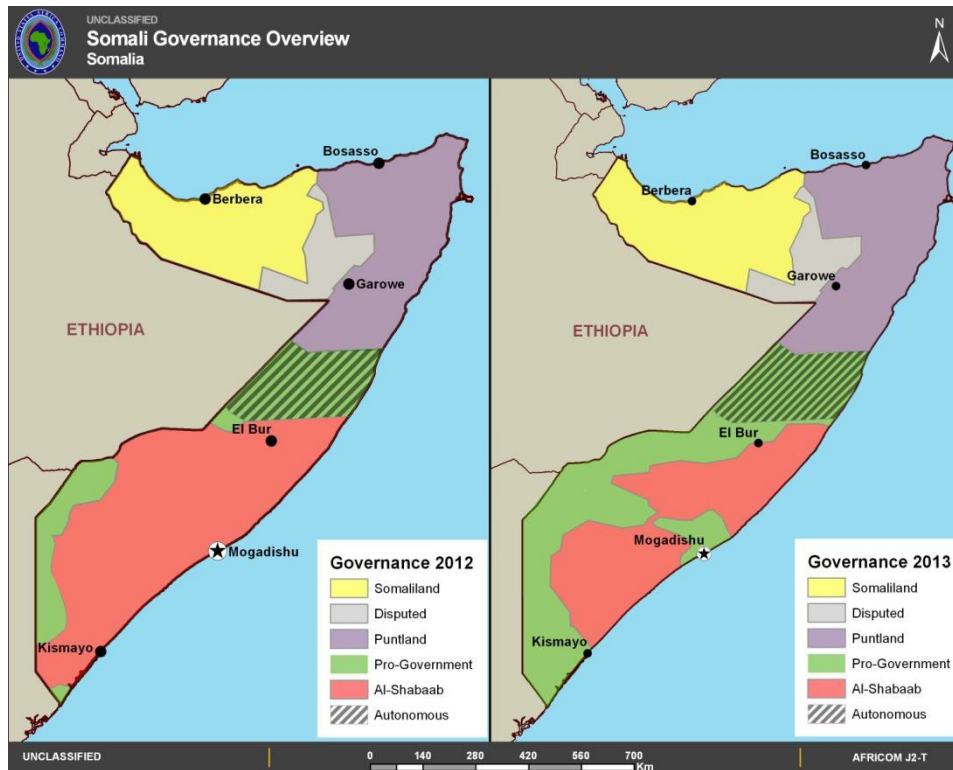 UNCLASSIFIED
Somali Governance Overview
Somalia
N
Bosasso
Berbera
Garowe
ETHIOPIA
El Bur
Mogadishu
Kismayo
Governance 2012
Somaliland
Disputed
Puntland
Pro-Government
Al-Shabaab
Autonomous
Bosasso
Berbera
Garowe
ETHIOPIA
El Bur
Mogadishu
Kismayo
Governance 2013
Somaliland
Disputed
Puntland
Pro-Government
Al-Shabaab
Autonomous
UNCLASSIFIED
0 140 280 420 560 700
Km
AFRICOM J2-T